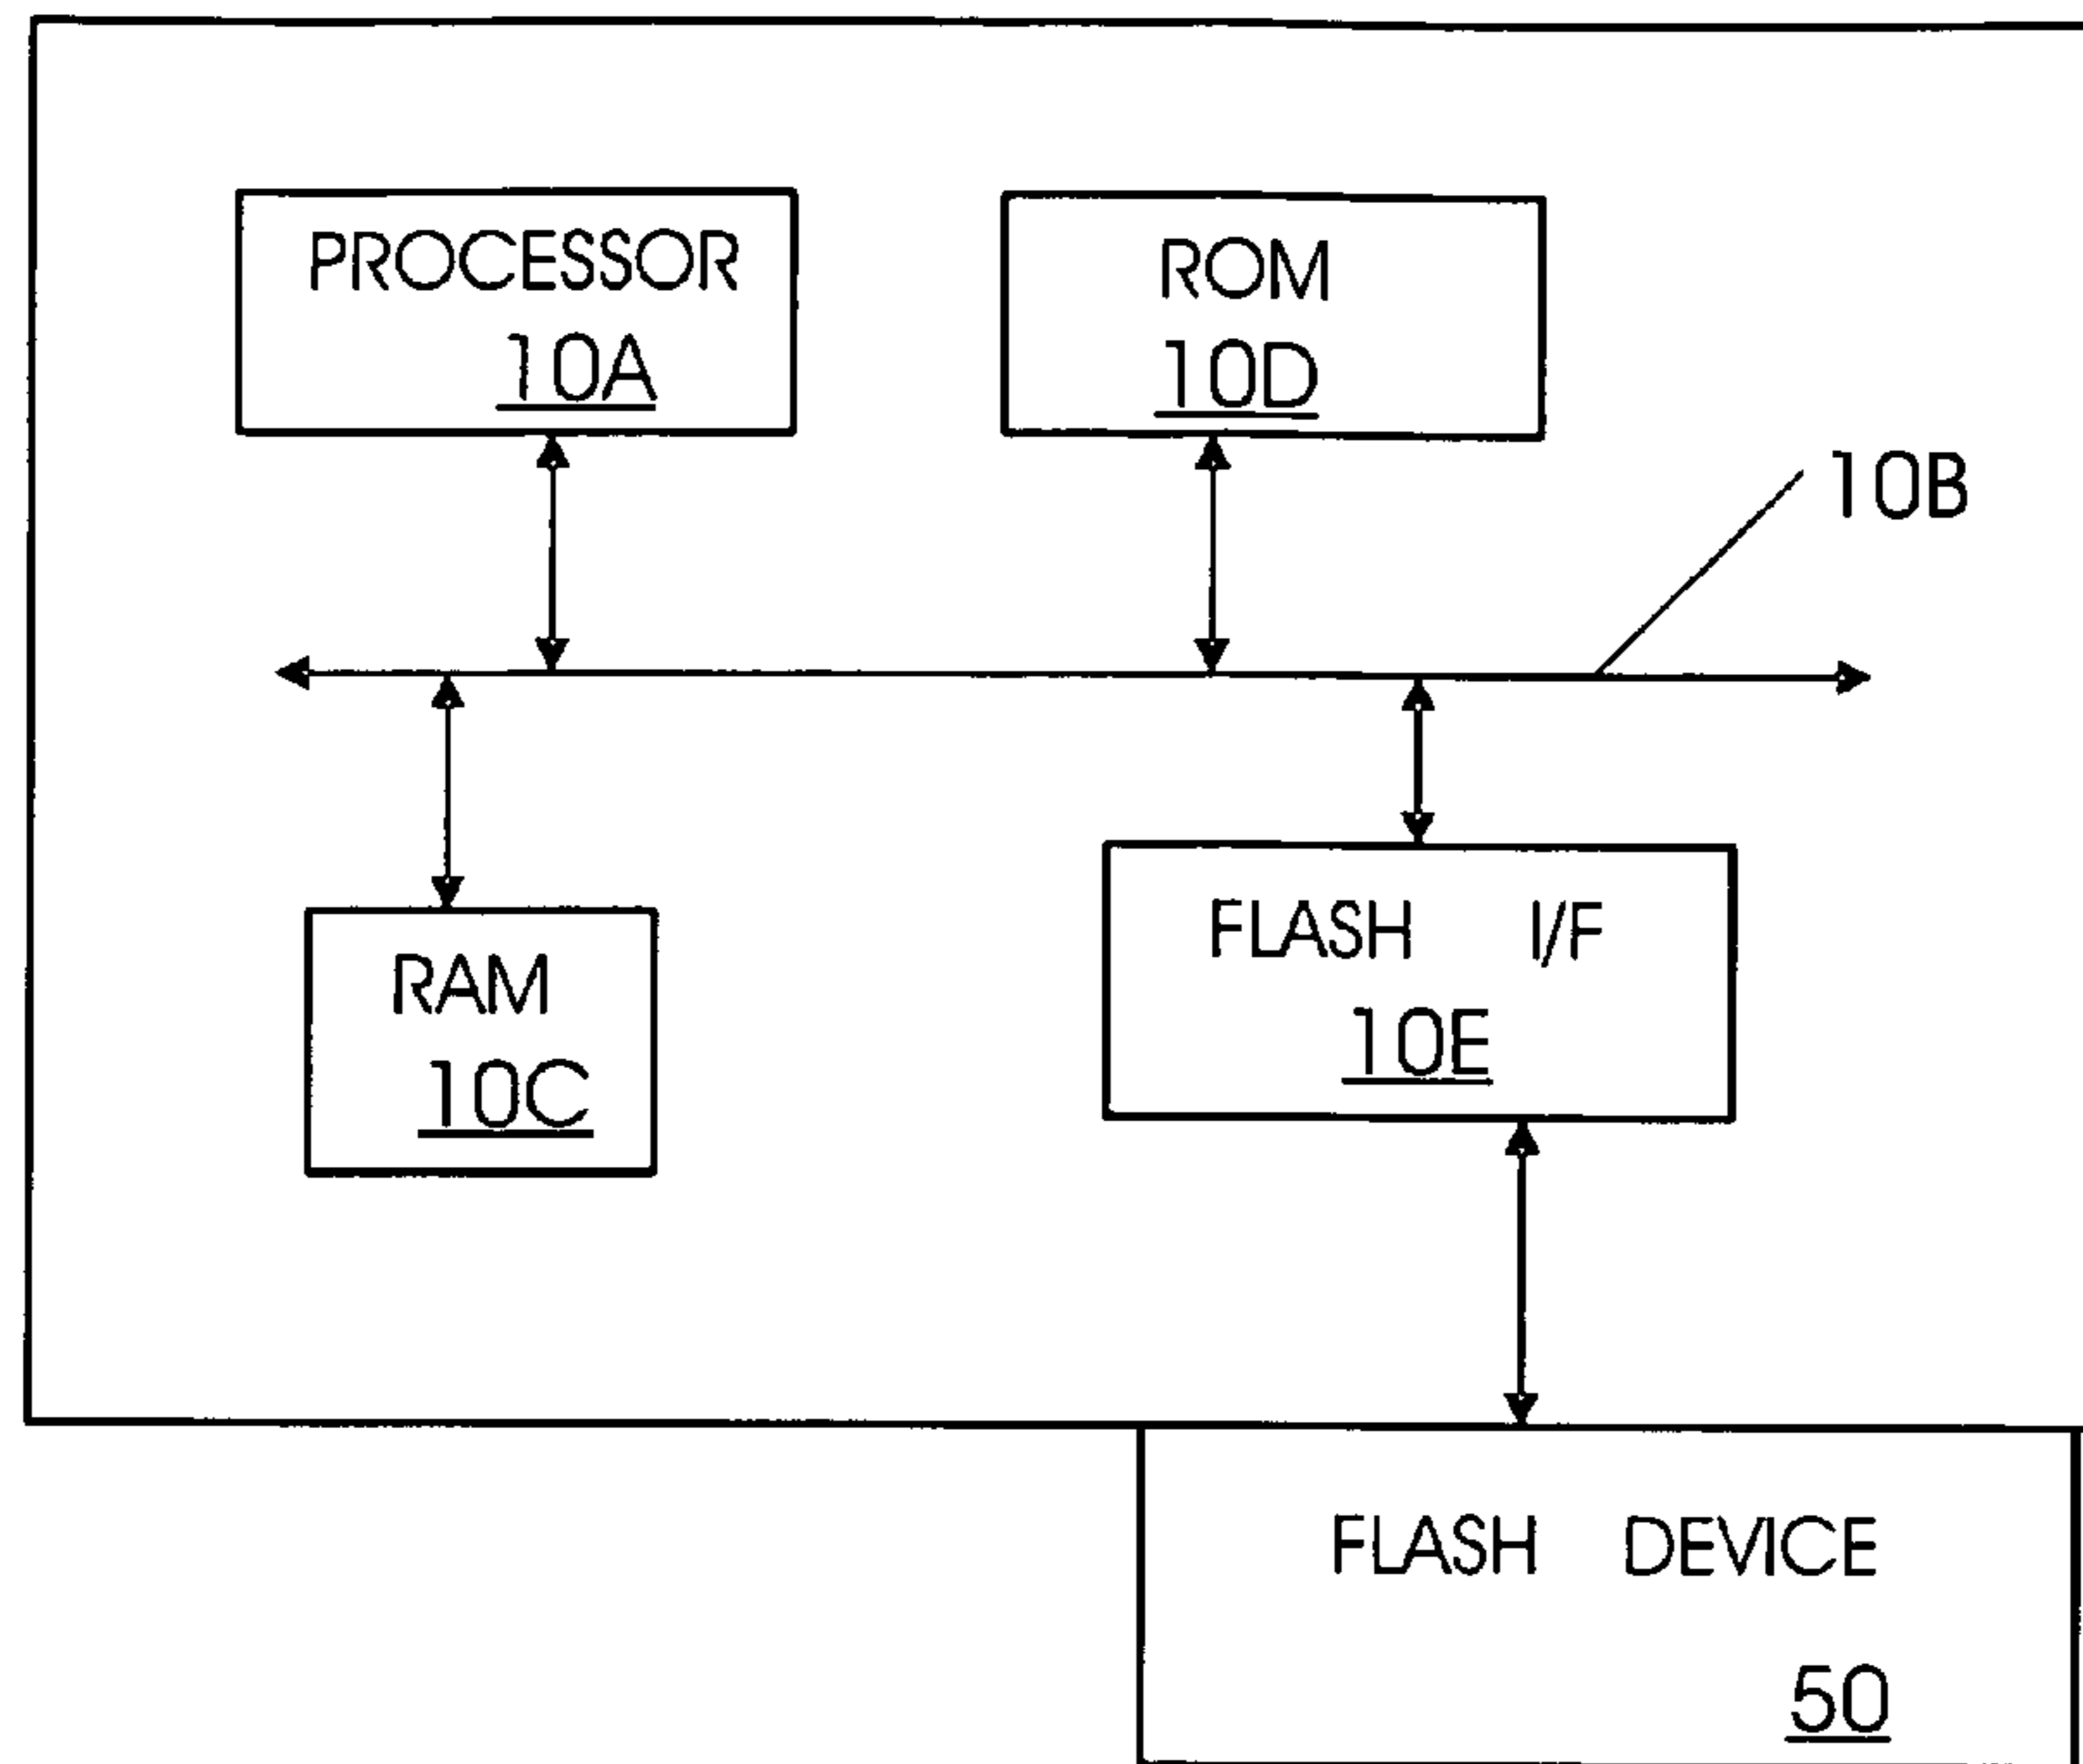 PROCESSOR
10A
ROM
10D
10B
RAM
10C
FLASH I/F
10E
FLASH DEVICE
50